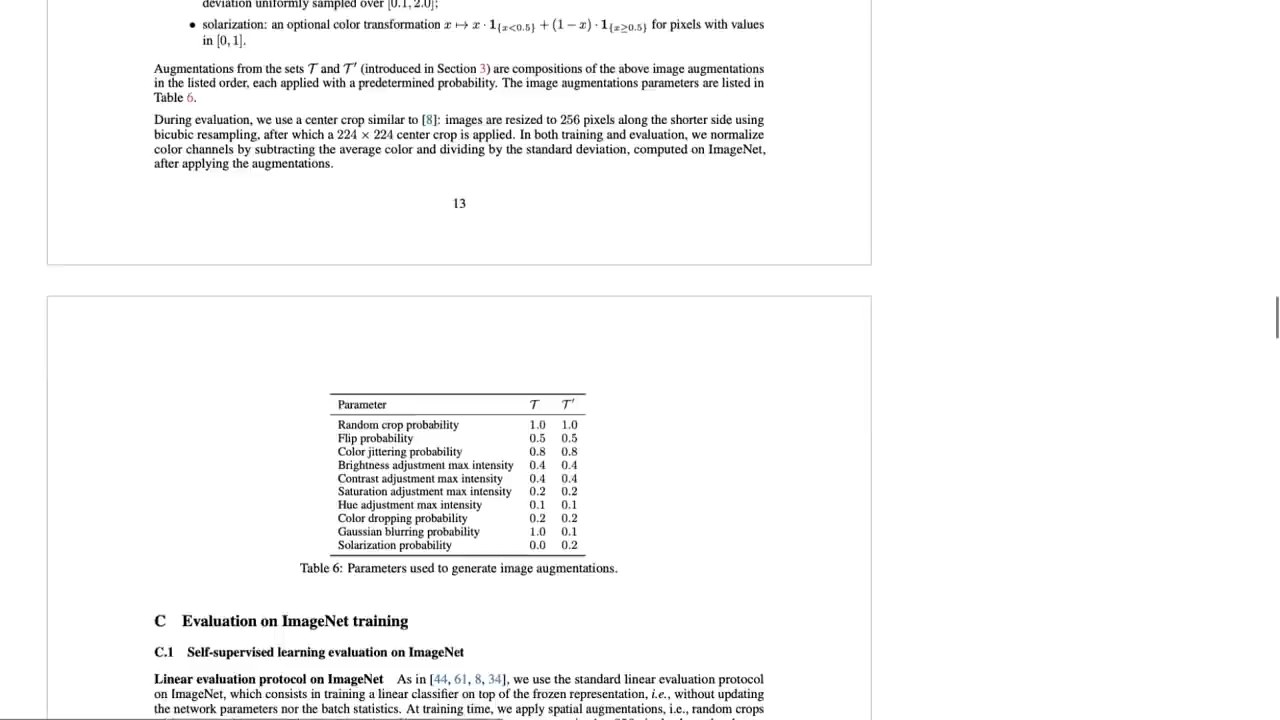 deviation uniformly sampled over [0.1, 2.0];
• solarization: an optional color transformation x ↦ x · 1{x<0.5} + (1 − x) · 1{x≥0.5} for pixels with values
in [0, 1].
Augmentations from the sets 𝒯 and 𝒯′ (introduced in Section 3) are compositions of the above image augmentations
in the listed order, each applied with a predetermined probability. The image augmentations parameters are listed in
Table 6.
During evaluation, we use a center crop similar to [8]: images are resized to 256 pixels along the shorter side using
bicubic resampling, after which a 224 × 224 center crop is applied. In both training and evaluation, we normalize
color channels by subtracting the average color and dividing by the standard deviation, computed on ImageNet,
after applying the augmentations.
13
Parameter 𝒯 𝒯′
Random crop probability 1.0 1.0
Flip probability 0.5 0.5
Color jittering probability 0.8 0.8
Brightness adjustment max intensity 0.4 0.4
Contrast adjustment max intensity 0.4 0.4
Saturation adjustment max intensity 0.2 0.2
Hue adjustment max intensity 0.1 0.1
Color dropping probability 0.2 0.2
Gaussian blurring probability 1.0 0.1
Solarization probability 0.0 0.2
Table 6: Parameters used to generate image augmentations.
C Evaluation on ImageNet training
C.1 Self-supervised learning evaluation on ImageNet
Linear evaluation protocol on ImageNet As in [44, 61, 8, 34], we use the standard linear evaluation protocol
on ImageNet, which consists in training a linear classifier on top of the frozen representation, i.e., without updating
the network parameters nor the batch statistics. At training time, we apply spatial augmentations, i.e., random crops